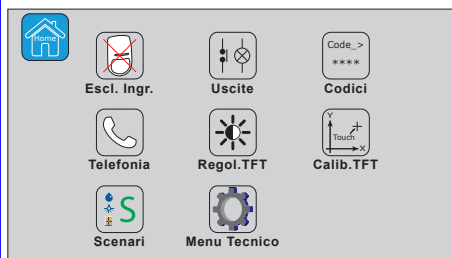 Home
Code_>
****
Escl. Ingr.
Uscite
Codici
Y
Touch
X
Telefonia
Regol.TFT
Calib.TFT
S
Scenari
Menu Tecnico